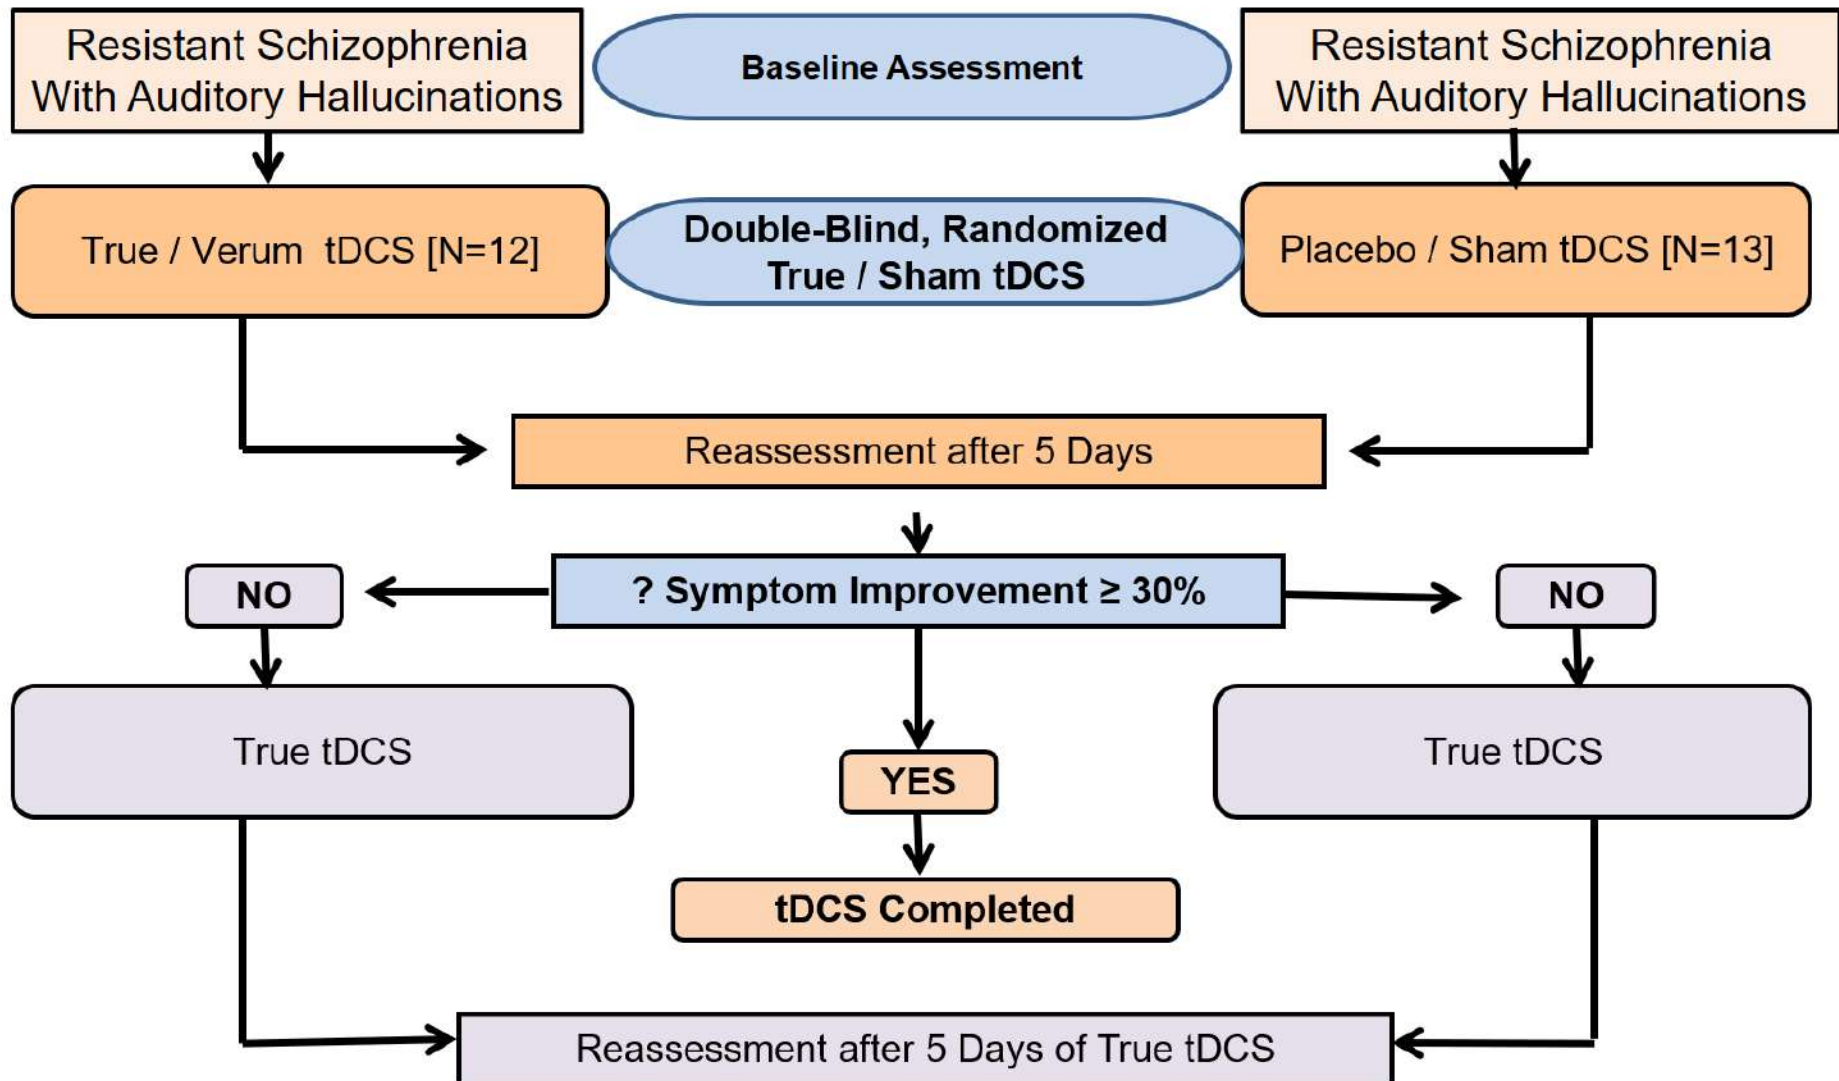 Resistant Schizophrenia
With Auditory Hallucinations
Baseline Assessment
Resistant Schizophrenia
With Auditory Hallucinations
True / Verum tDCS [N=12]
Double-Blind, Randomized
True / Sham tDCS
Placebo / Sham tDCS [N=13]
Reassessment after 5 Days
NO
? Symptom Improvement ≥ 30%
NO
True tDCS
YES
True tDCS
tDCS Completed
Reassessment after 5 Days of True tDCS